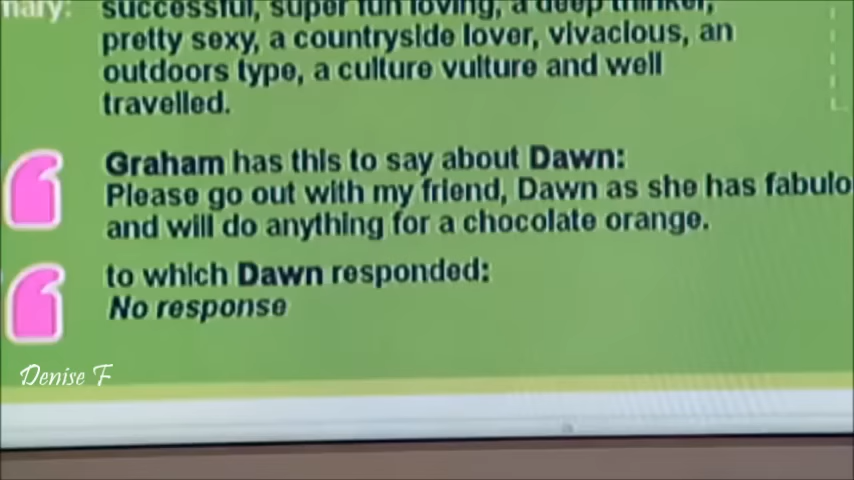 mary: successful, super fun loving, a deep thinker,
pretty sexy, a countryside lover, vivacious, an
outdoors type, a culture vulture and well
travelled.
Graham has this to say about Dawn:
Please go out with my friend, Dawn as she has fabulo
and will do anything for a chocolate orange.
to which Dawn responded:
No response
Denise F